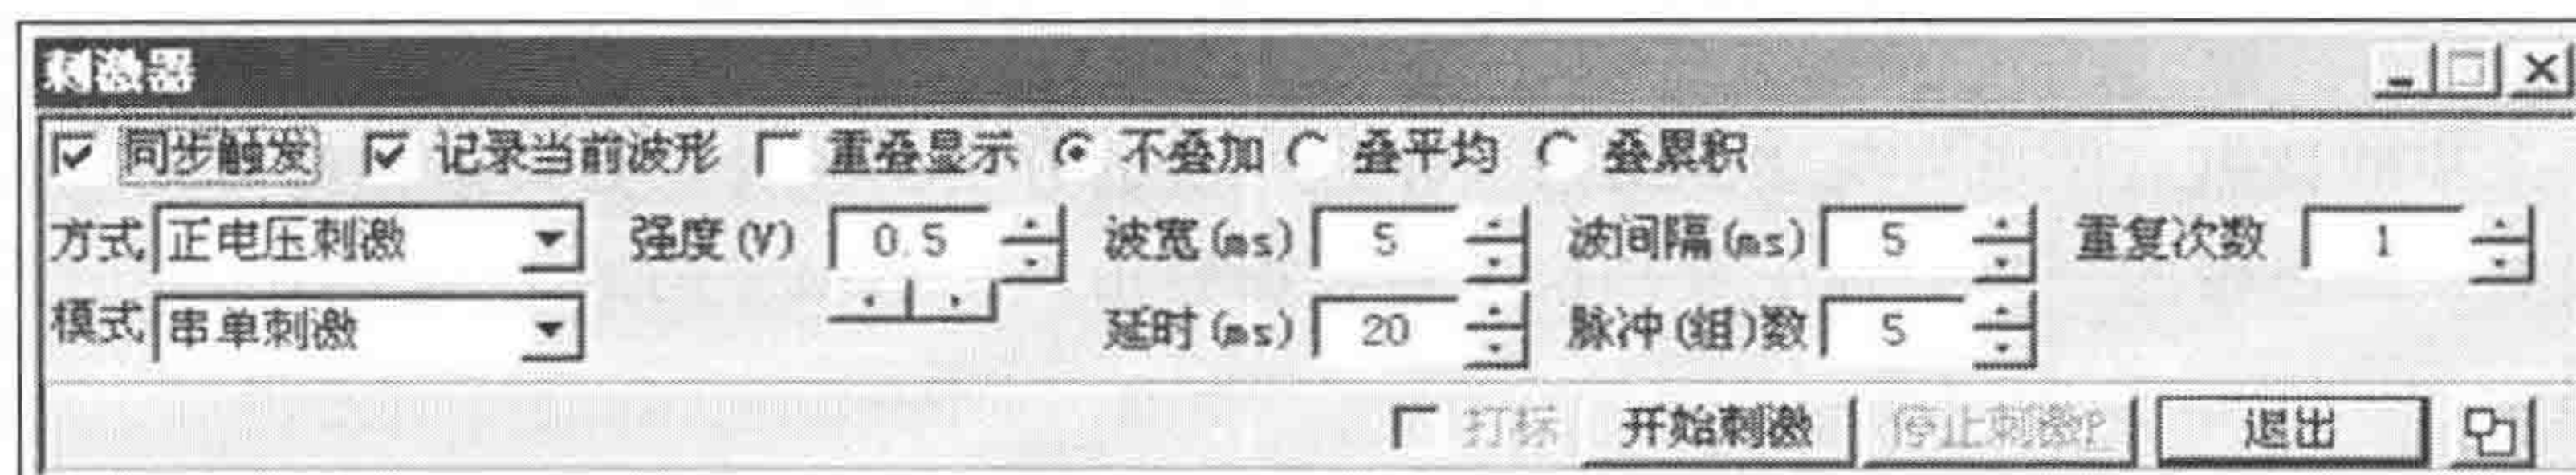 刺激器
同步触发 记录当前波形 重叠显示 不叠加 叠平均 叠累积
方式 正电压刺激 强度(V) 0.5 波宽(ms) 5 波间隔(ms) 5 重复次数 1
模式 串单刺激 延时(ms) 20 脉冲(组)数 5
打标 开始刺激 停止刺激P 退出